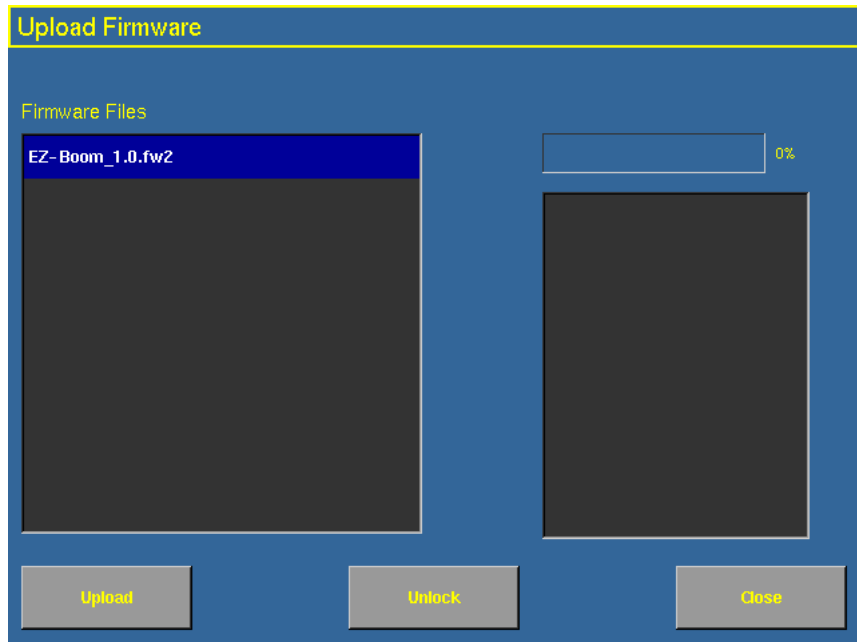 Upload Firmware
Firmware Files
EZ-Boom_1.0.fw2
0%
Upload
Unlock
Close